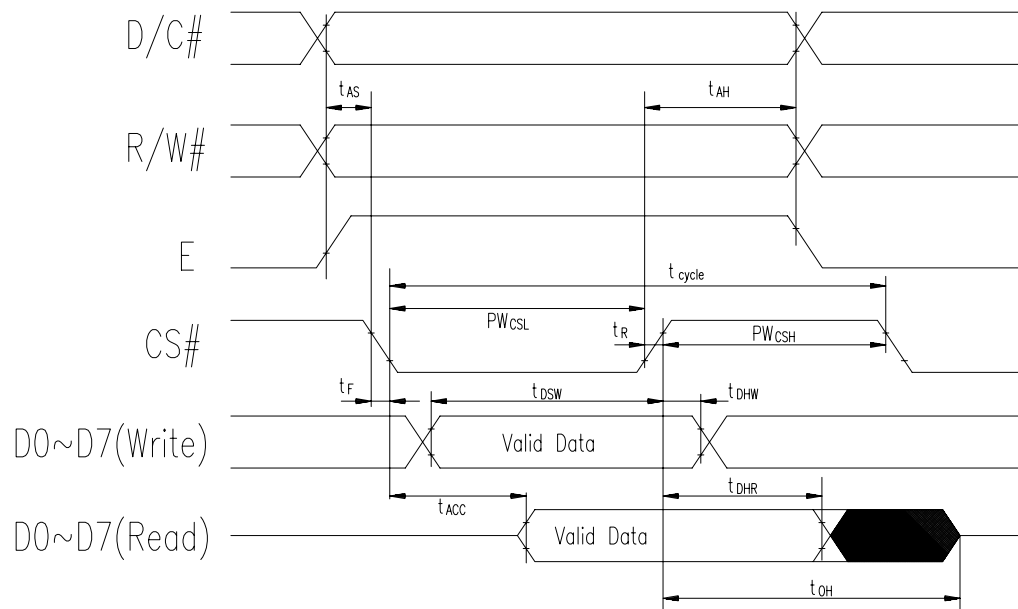 D/C#
tAS
tAH
R/W#
E
tcycle
PWCSL
tR
PWCSH
CS#
tF
tDSW
tDHW
D0~D7(Write)
Valid Data
tACC
tDHR
D0~D7(Read)
Valid Data
tOH